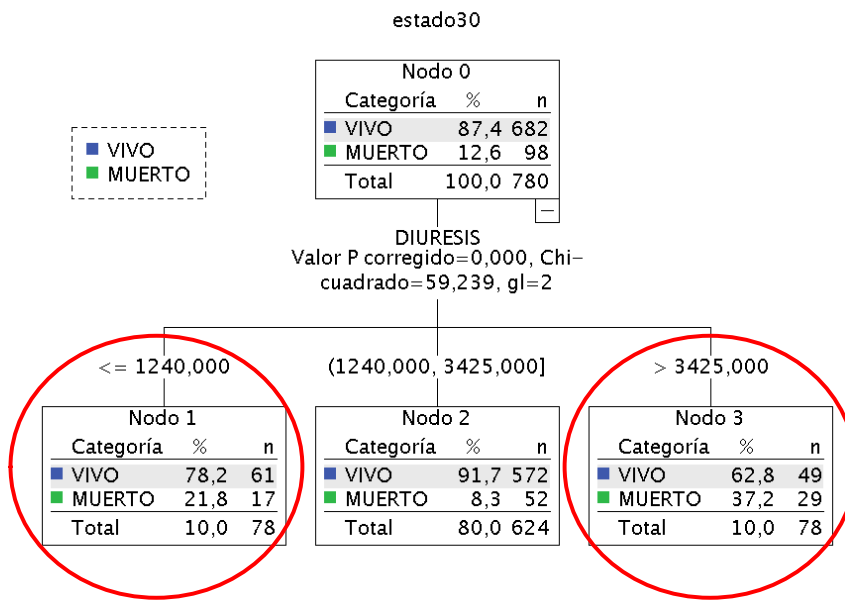 estado30
Nodo 0
Categoría % n
VIVO 87,4 682
MUERTO 12,6 98
Total 100,0 780
VIVO
MUERTO
DIURESIS
Valor P corregido=0,000, Chi-
cuadrado=59,239, gl=2
<= 1240,000
(1240,000, 3425,000]
> 3425,000
Nodo 1
Categoría % n
VIVO 78,2 61
MUERTO 21,8 17
Total 10,0 78
Nodo 2
Categoría % n
VIVO 91,7 572
MUERTO 8,3 52
Total 80,0 624
Nodo 3
Categoría % n
VIVO 62,8 49
MUERTO 37,2 29
Total 10,0 78